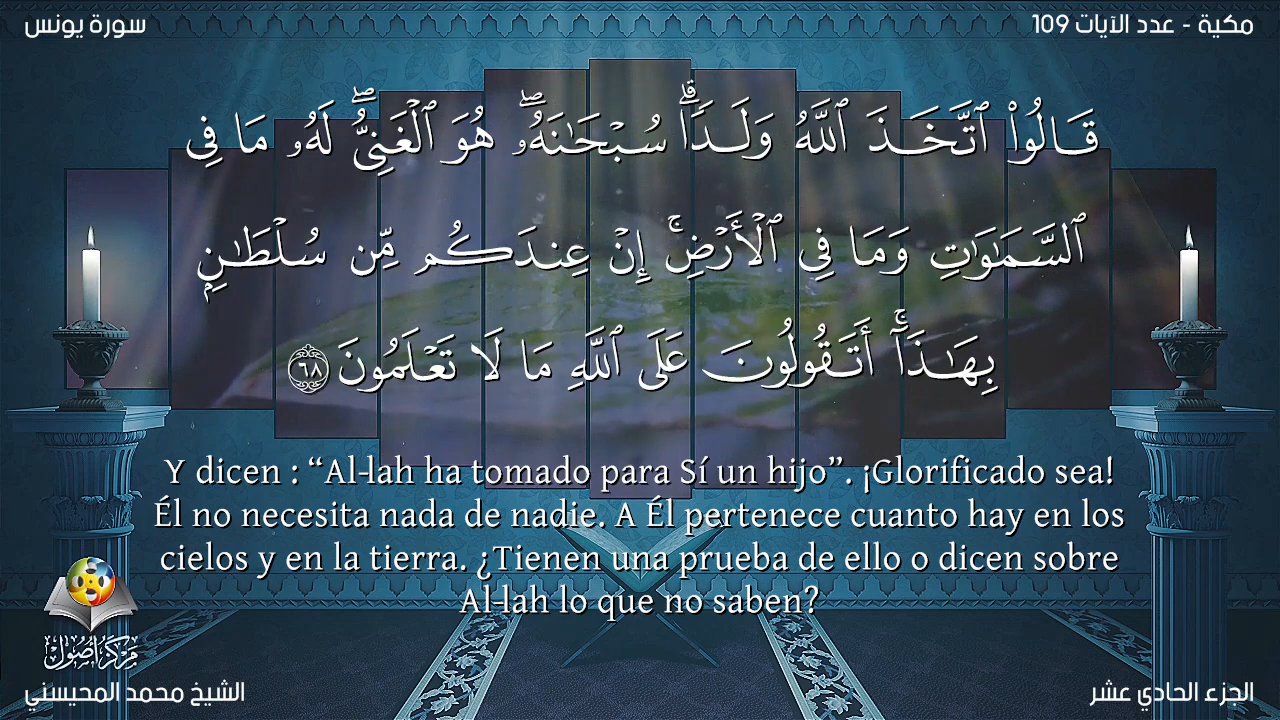 مكية - عدد الآيات 109
سورة يونس
قَالُوا۟ ٱتَّخَذَ ٱللَّهُ وَلَدًۭا ۗ سُبْحَـٰنَهُۥ ۖ هُوَ ٱلْغَنِىُّ ۖ لَهُۥ مَا فِى
ٱلسَّمَـٰوَٰتِ وَمَا فِى ٱلْأَرْضِ ۚ إِنْ عِندَكُم مِّن سُلْطَـٰنٍۭ
بِهَـٰذَآ ۚ أَتَقُولُونَ عَلَى ٱللَّهِ مَا لَا تَعْلَمُونَ ٦٨
Y dicen : “Al-lah ha tomado para Sí un hijo”. ¡Glorificado sea!
Él no necesita nada de nadie. A Él pertenece cuanto hay en los
cielos y en la tierra. ¿Tienen una prueba de ello o dicen sobre
Al-lah lo que no saben?
مركز أصول
الجزء الحادي عشر
الشيخ محمد المحيسني